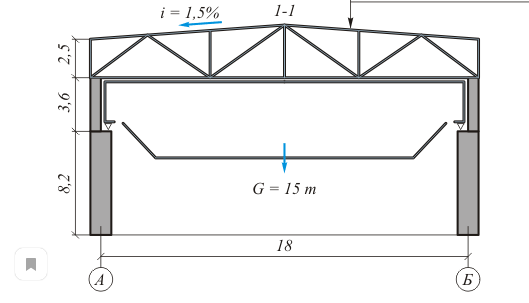 i = 1,5%
1-1
2,5
3,6
8,2
G = 15 т
18
А
Б